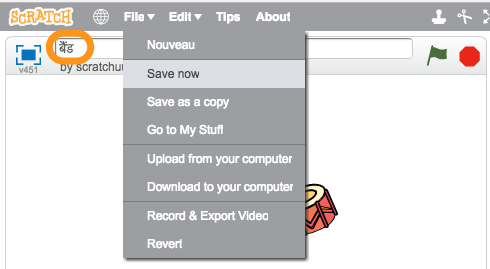 SCRATCH File Edit Tips About
बैंड
by scratchu
v451
Nouveau
Save now
Save as a copy
Go to My Stuff
Upload from your computer
Download to your computer
Record & Export Video
Revert